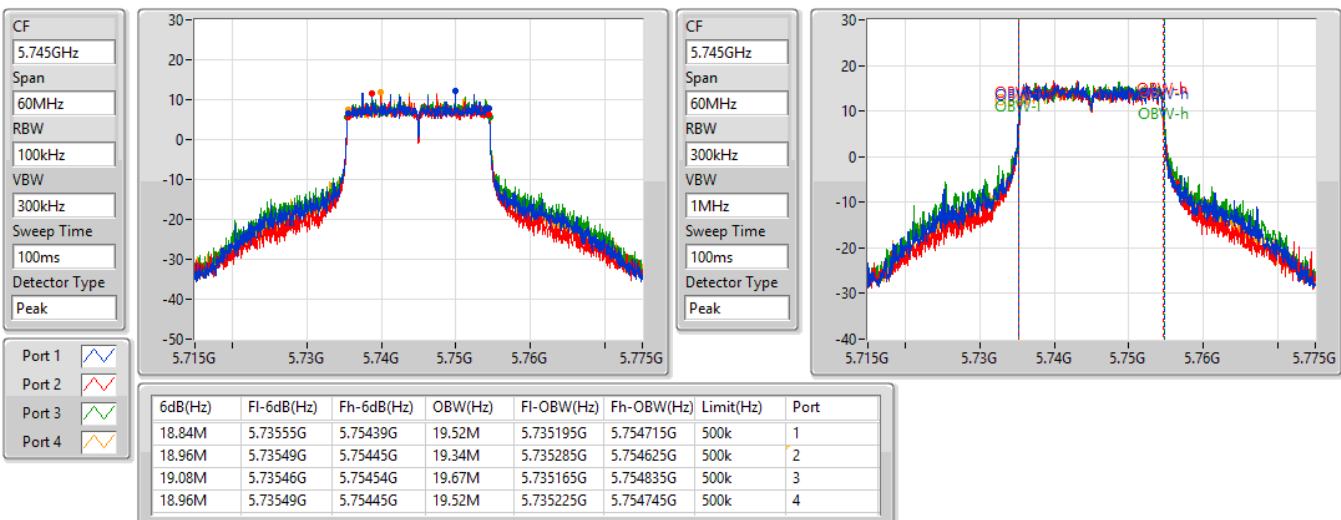 CF
5.745GHz
Span
60MHz
RBW
100kHz
VBW
300kHz
Sweep Time
100ms
Detector Type
Peak
30
20
10
0
-10
-20
-30
-40
-50
5.715G 5.73G 5.74G 5.75G 5.76G 5.775G
CF
5.745GHz
Span
60MHz
RBW
300kHz
VBW
1MHz
Sweep Time
100ms
Detector Type
Peak
30
20
10
0
-10
-20
-30
-40
OBW-h
OBW-h
5.715G 5.73G 5.74G 5.75G 5.76G 5.775G
Port 1
Port 2
Port 3
Port 4
6dB(Hz) Fl-6dB(Hz) Fh-6dB(Hz) OBW(Hz) Fl-OBW(Hz) Fh-OBW(Hz) Limit(Hz) Port
18.84M 5.73555G 5.75439G 19.52M 5.735195G 5.754715G 500k 1
18.96M 5.73549G 5.75445G 19.34M 5.735285G 5.754625G 500k 2
19.08M 5.73546G 5.75454G 19.67M 5.735165G 5.754835G 500k 3
18.96M 5.73549G 5.75445G 19.52M 5.735225G 5.754745G 500k 4